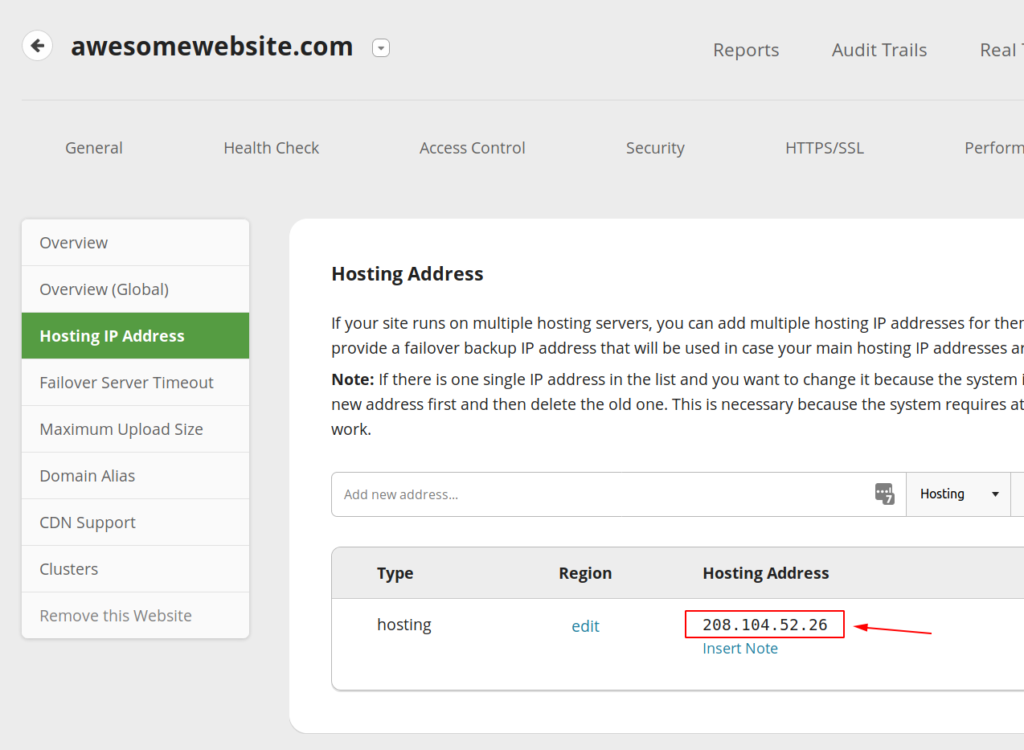 awesomewebsite.com
Reports Audit Trails Real
General Health Check Access Control Security HTTPS/SSL Perform
Overview
Overview (Global)
Hosting IP Address
Failover Server Timeout
Maximum Upload Size
Domain Alias
CDN Support
Clusters
Remove this Website
Hosting Address
If your site runs on multiple hosting servers, you can add multiple hosting IP addresses for
provide a failover backup IP address that will be used in case your main hosting IP addresses
Note: If there is one single IP address in the list and you want to change it because the system
new address first and then delete the old one. This is necessary because the system requires at
work.
Add new address... 7 Hosting
Type Region Hosting Address
hosting edit 208.104.52.26
Insert Note